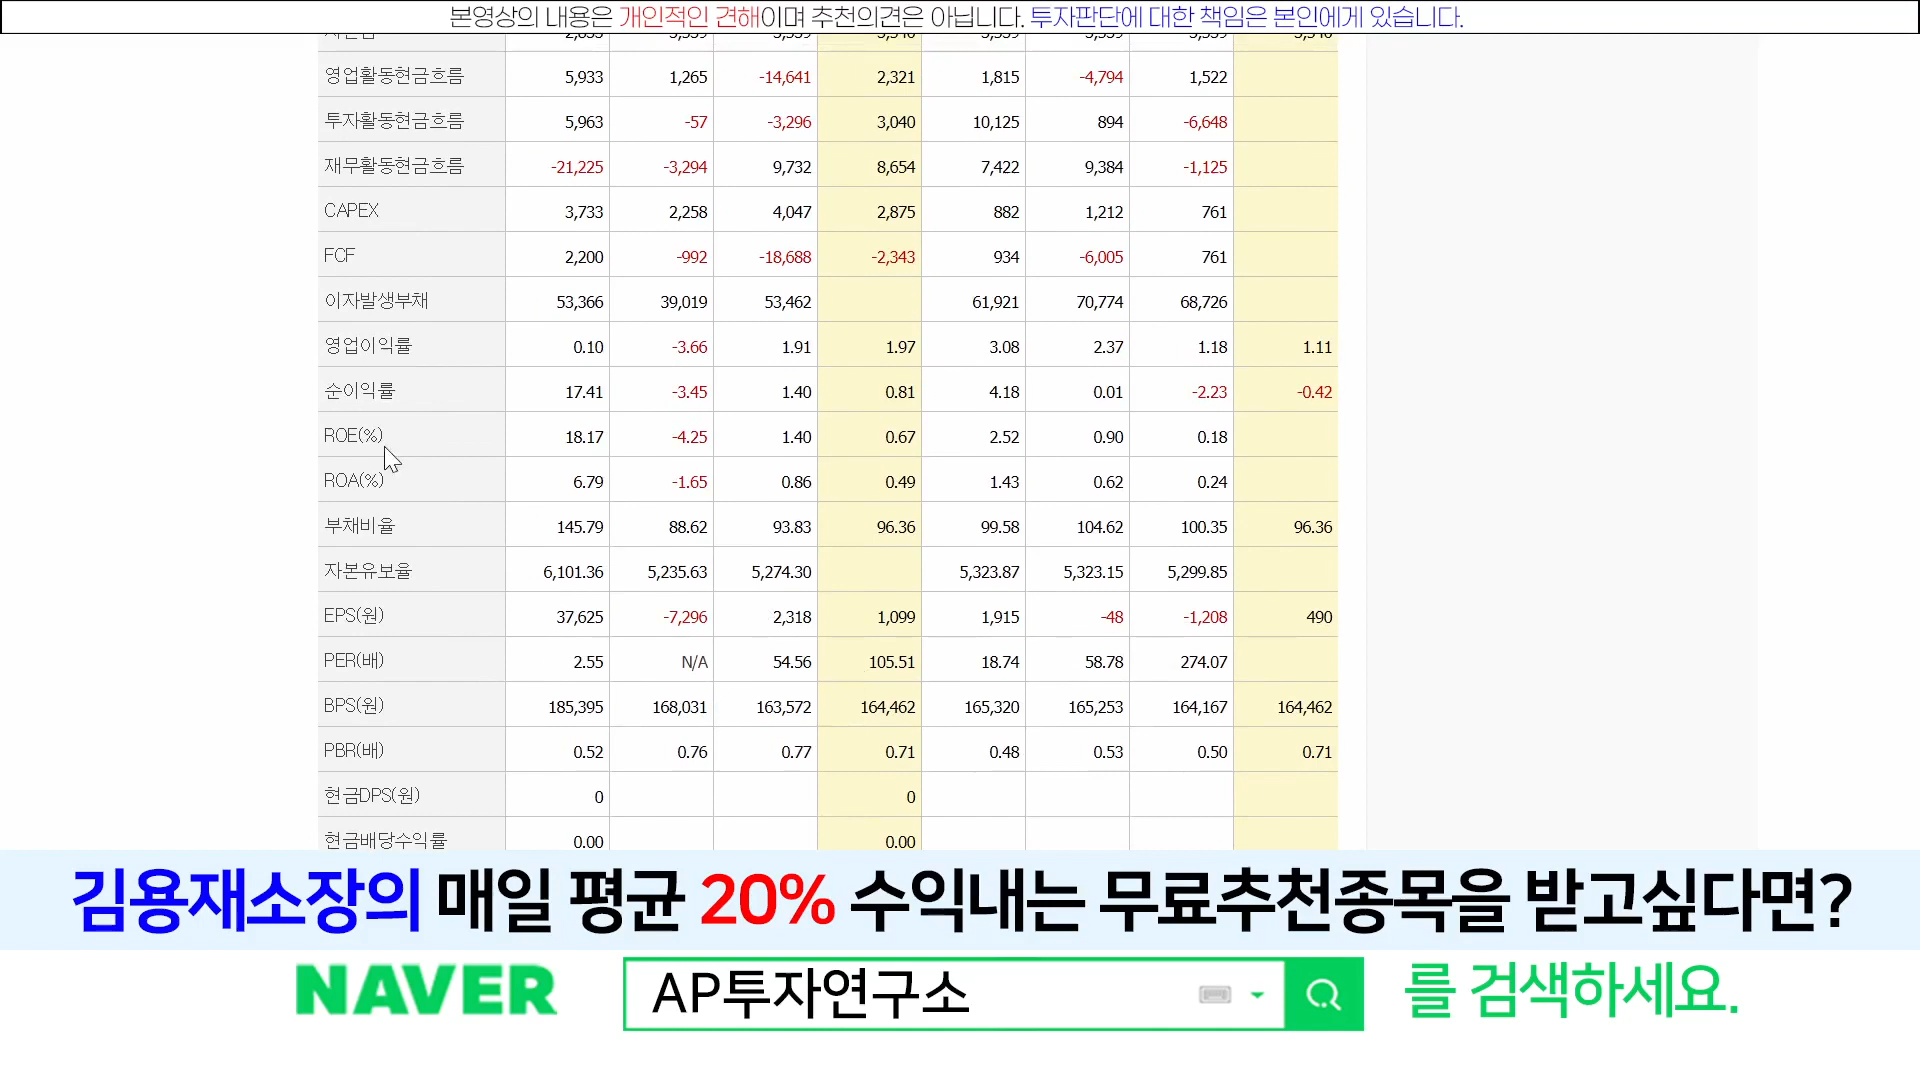 본영상의 내용은 개인적인 견해이며 추천의견은 아닙니다. 투자판단에 대한 책임은 본인에게 있습니다.
영업활동현금흐름 5,933 1,265 -14,641 2,321 1,815 -4,794 1,522
투자활동현금흐름 5,963 -57 -3,296 3,040 10,125 894 -6,648
재무활동현금흐름 -21,225 -3,294 9,732 8,654 7,422 9,384 -1,125
CAPEX 3,733 2,258 4,047 2,875 882 1,212 761
FCF 2,200 -992 -18,688 -2,343 934 -6,005 761
이자발생부채 53,366 39,019 53,462 61,921 70,774 68,726
영업이익률 0.10 -3.66 1.91 1.97 3.08 2.37 1.18 1.11
순이익률 17.41 -3.45 1.40 0.81 4.18 0.01 -2.23 -0.42
ROE(%) 18.17 -4.25 1.40 0.67 2.52 0.90 0.18
ROA(%) 6.79 -1.65 0.86 0.49 1.43 0.62 0.24
부채비율 145.79 88.62 93.83 96.36 99.58 104.62 100.35 96.36
자본유보율 6,101.36 5,235.63 5,274.30 5,323.87 5,323.15 5,299.85
EPS(원) 37,625 -7,296 2,318 1,099 1,915 -48 -1,208 490
PER(배) 2.55 N/A 54.56 105.51 18.74 58.78 274.07
BPS(원) 185,395 168,031 163,572 164,462 165,320 165,253 164,167 164,462
PBR(배) 0.52 0.76 0.77 0.71 0.48 0.53 0.50 0.71
현금DPS(원) 0 0
현금배당수익률 0.00 0.00
김용재소장의 매일 평균 20% 수익내는 무료추천종목을 받고싶다면?
NAVER AP투자연구소 를 검색하세요.